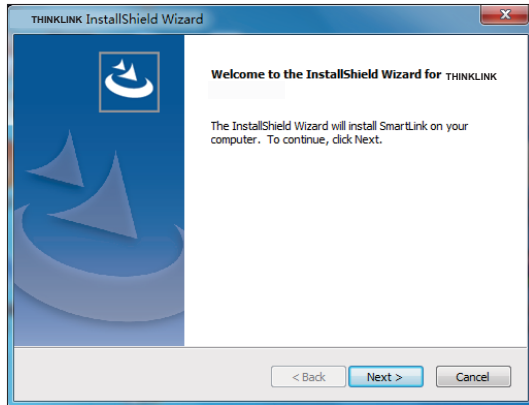 THINKLINK InstallShield Wizard
Welcome to the InstallShield Wizard for THINKLINK
The InstallShield Wizard will install SmartLink on your
computer. To continue, click Next.
< Back Next > Cancel